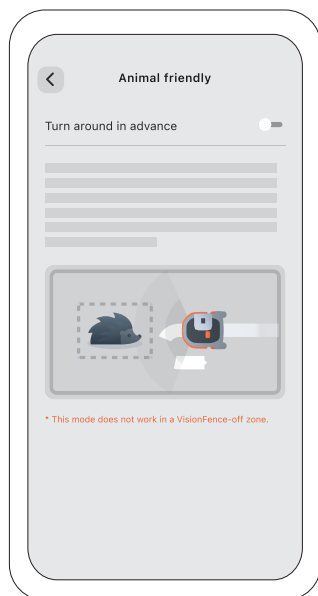 Animal friendly
Turn around in advance
* This mode does not work in a VisionFence-off zone.